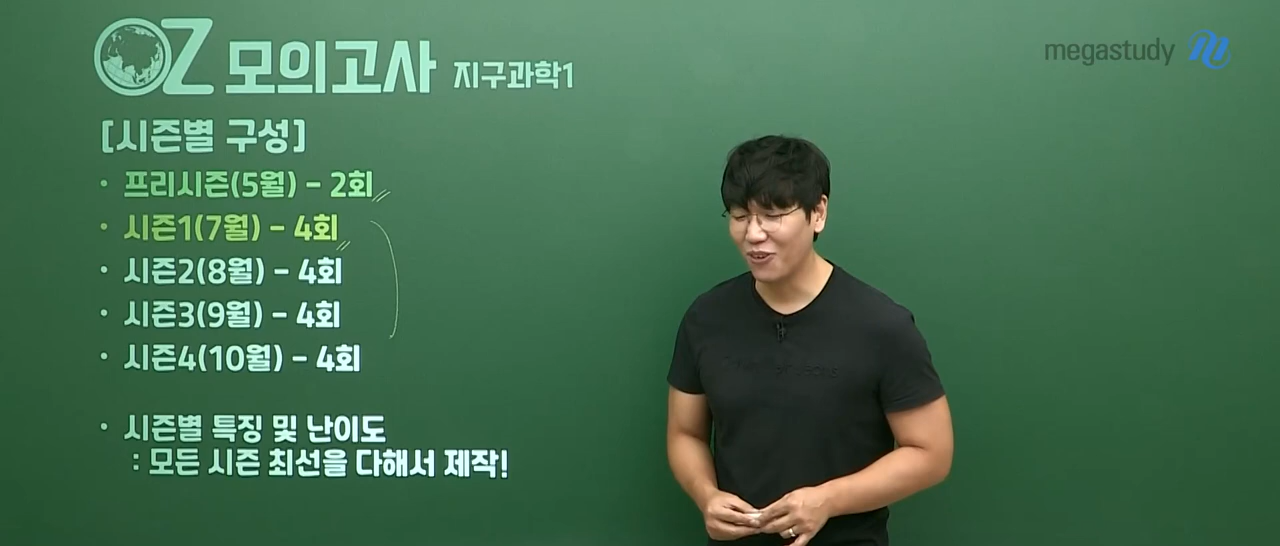 OZ 모의고사 지구과학1
megastudy
[시즌별 구성]
• 프리시즌(5월) – 2회
• 시즌1(7월) – 4회
• 시즌2(8월) – 4회
• 시즌3(9월) – 4회
• 시즌4(10월) – 4회
• 시즌별 특징 및 난이도
: 모든 시즌 최선을 다해서 제작!